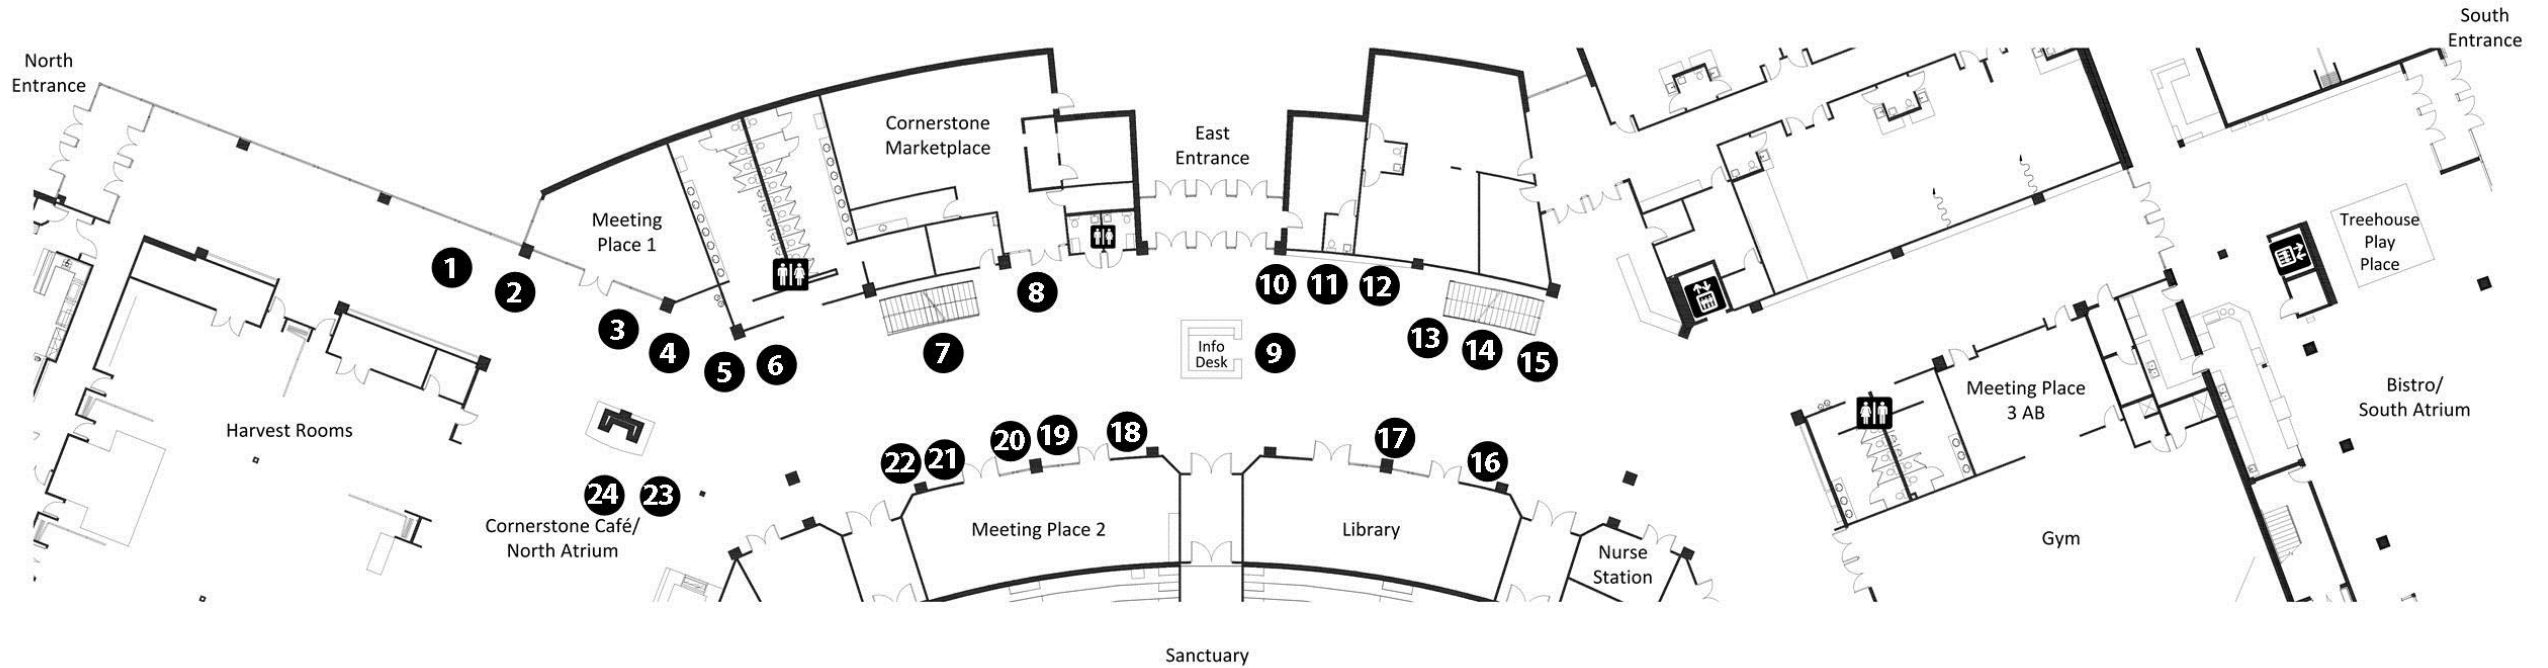 South
Entrance
North
Entrance
Cornerstone
Marketplace
East
Entrance
Meeting
Place 1
Treehouse
Play
Place
1
2
3
4
5
6
7
8
9
10
11
12
13
14
15
Info
Desk
Harvest Rooms
Meeting Place
3 AB
Bistro/
South Atrium
22
21
20
19
18
17
16
24
23
Cornerstone Café/
North Atrium
Meeting Place 2
Library
Nurse
Station
Gym
Sanctuary